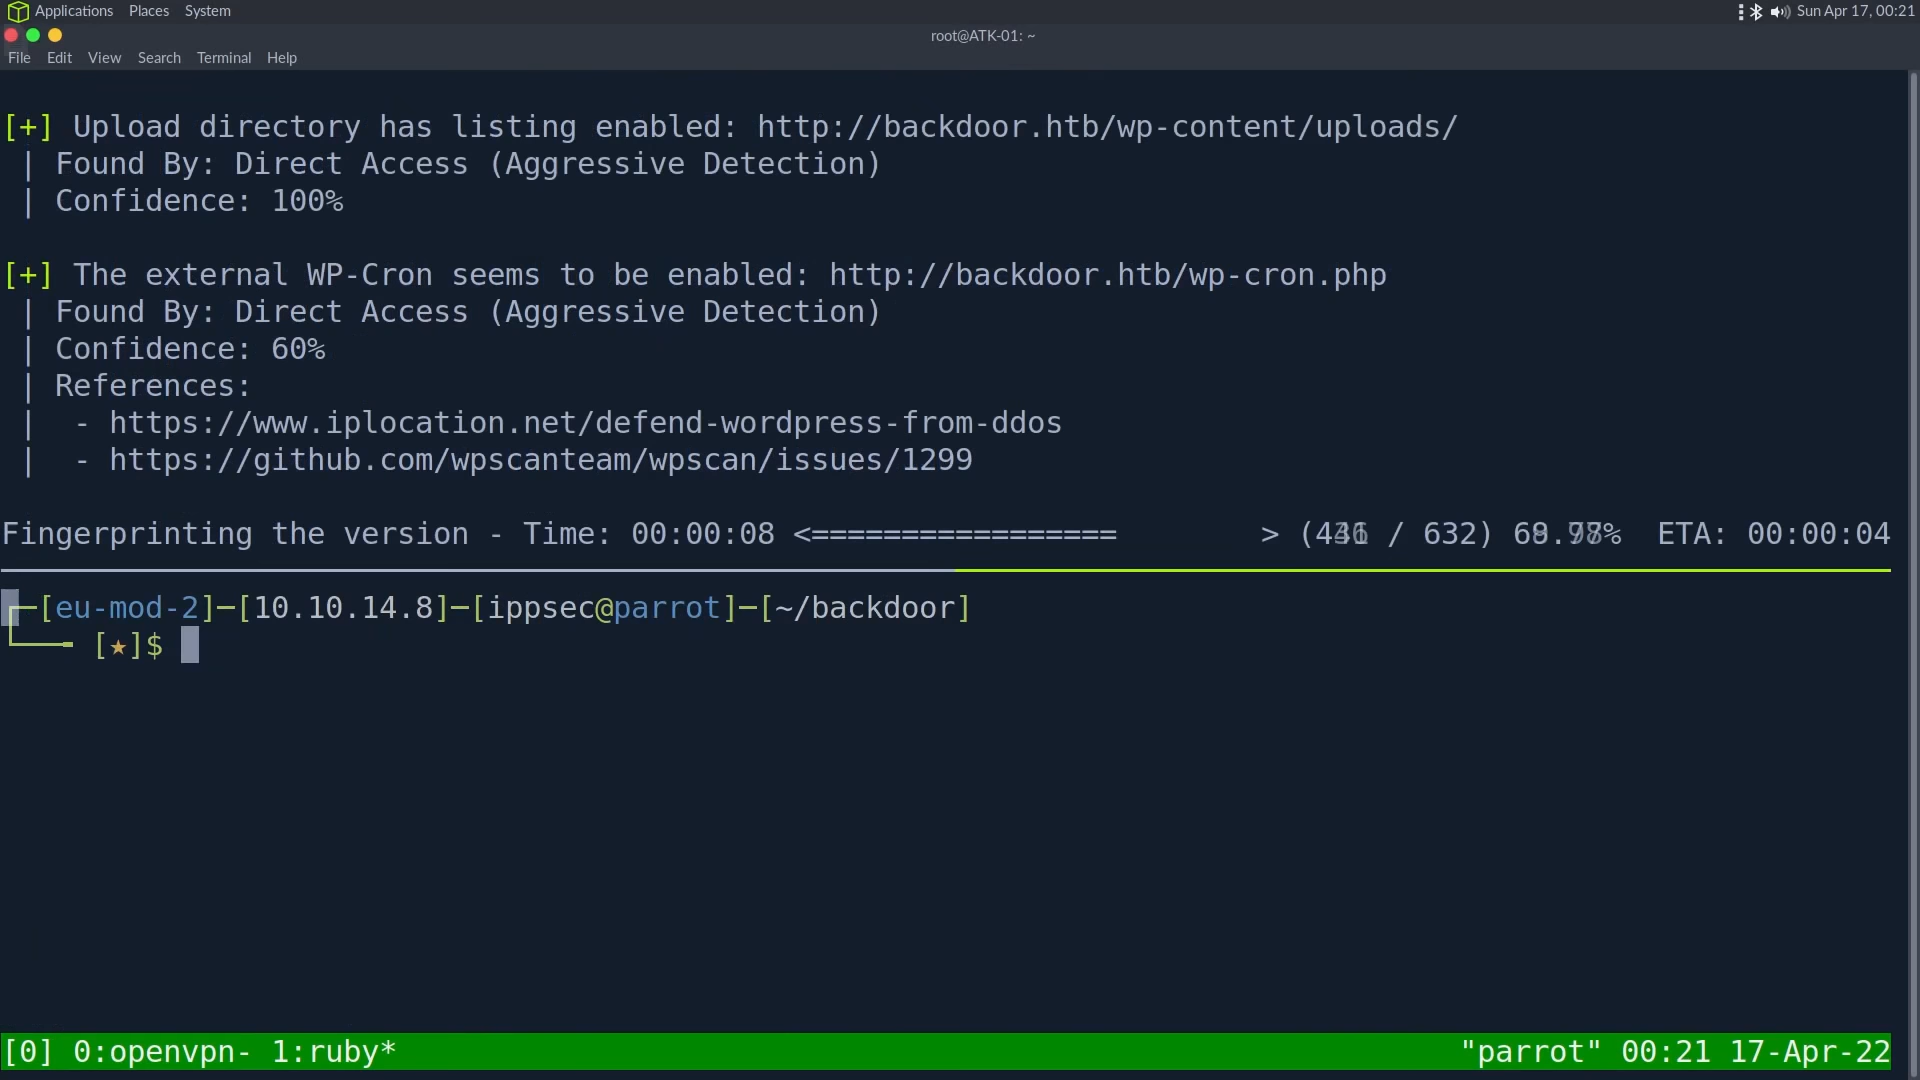 Applications Places System
Sun Apr 17, 00:21
root@ATK-01: ~
File Edit View Search Terminal Help
[+] Upload directory has listing enabled: http://backdoor.htb/wp-content/uploads/
| Found By: Direct Access (Aggressive Detection)
| Confidence: 100%
[+] The external WP-Cron seems to be enabled: http://backdoor.htb/wp-cron.php
| Found By: Direct Access (Aggressive Detection)
| Confidence: 60%
| References:
|  - https://www.iplocation.net/defend-wordpress-from-ddos
|  - https://github.com/wpscanteam/wpscan/issues/1299
Fingerprinting the version - Time: 00:00:08 <=================        > / 632) ETA: 00:00:04
┌─[eu-mod-2]─[10.10.14.8]─[ippsec@parrot]─[~/backdoor]
└──╼ [★]$
[0] 0:openvpn- 1:ruby* "parrot" 00:21 17-Apr-22